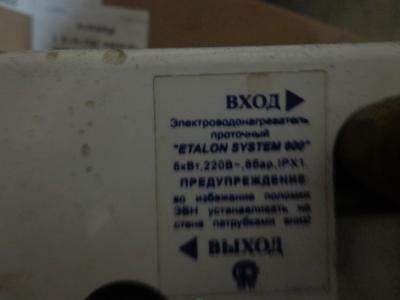 ВХОД
Электроводонагреватель
проточный
"ETALON SYSTEM 600"
6кВт, 220В~, 6бар, IPX1.
ПРЕДУПРЕЖДЕНИЕ
во избежание поломки
ЭВН устанавливать на
стене патрубками вниз!
ВЫХОД